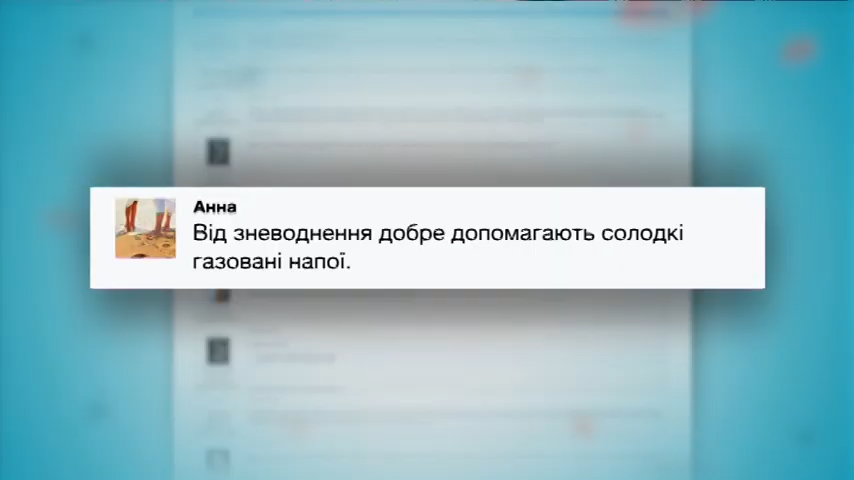 Анна
Від зневоднення добре допомагають солодкі
газовані напої.